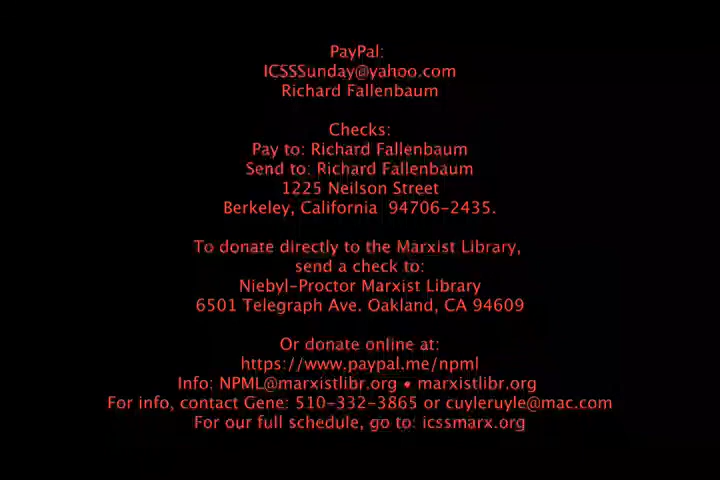 PayPal:
ICSSSunday@yahoo.com
Richard Fallenbaum
Checks:
Pay to: Richard Fallenbaum
Send to: Richard Fallenbaum
1225 Neilson Street
Berkeley, California  94706-2435.
To donate directly to the Marxist Library,
send a check to:
Niebyl-Proctor Marxist Library
6501 Telegraph Ave. Oakland, CA 94609
Or donate online at:
https://www.paypal.me/npml
Info: NPML@marxistlibr.org • marxistlibr.org
For info, contact Gene: 510-332-3865 or cuyleruyle@mac.com
For our full schedule, go to: icssmarx.org